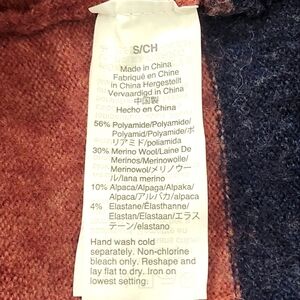 S/CH
Made in China
Fabriqué en Chine
in China Hergestellt
Vervaardigd in China
中国製
Hecho en China
56% Polyamide/Polyamide/
Polyamid/Polyamide/ポ
リアミド/poliamida
30% Merino Wool/Laine De
Merinos/Merinowolle/
Merinowol/メリノウー
ル/lana merino
10% Alpaca/Alpaga/Alpaka/
Alpaca/アルパカ/alpaca
4% Elastane/Élasthanne/
Elastan/Elastaan/エラス
テーン/elastano
Hand wash cold
separately. Non-chlorine
bleach only. Reshape and
lay flat to dry. Iron on
lowest setting.